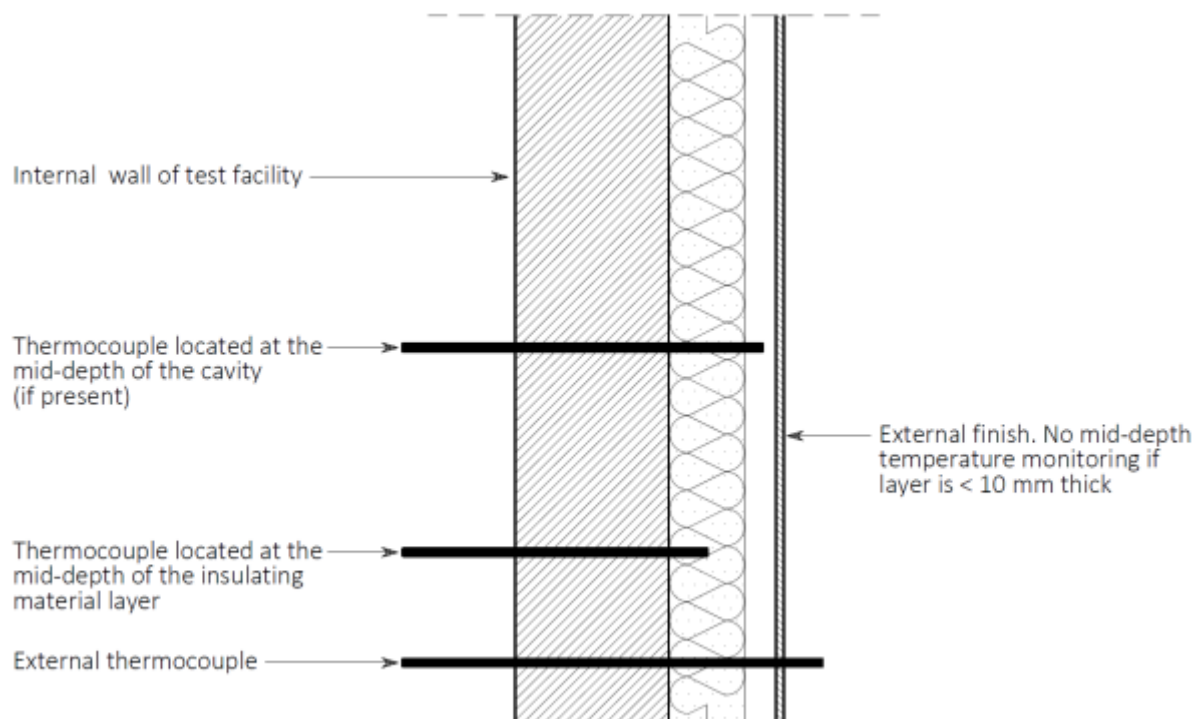 Internal wall of test facility
Thermocouple located at the
mid-depth of the cavity
(if present)
External finish. No mid-depth
temperature monitoring if
layer is < 10 mm thick
Thermocouple located at the
mid-depth of the insulating
material layer
External thermocouple